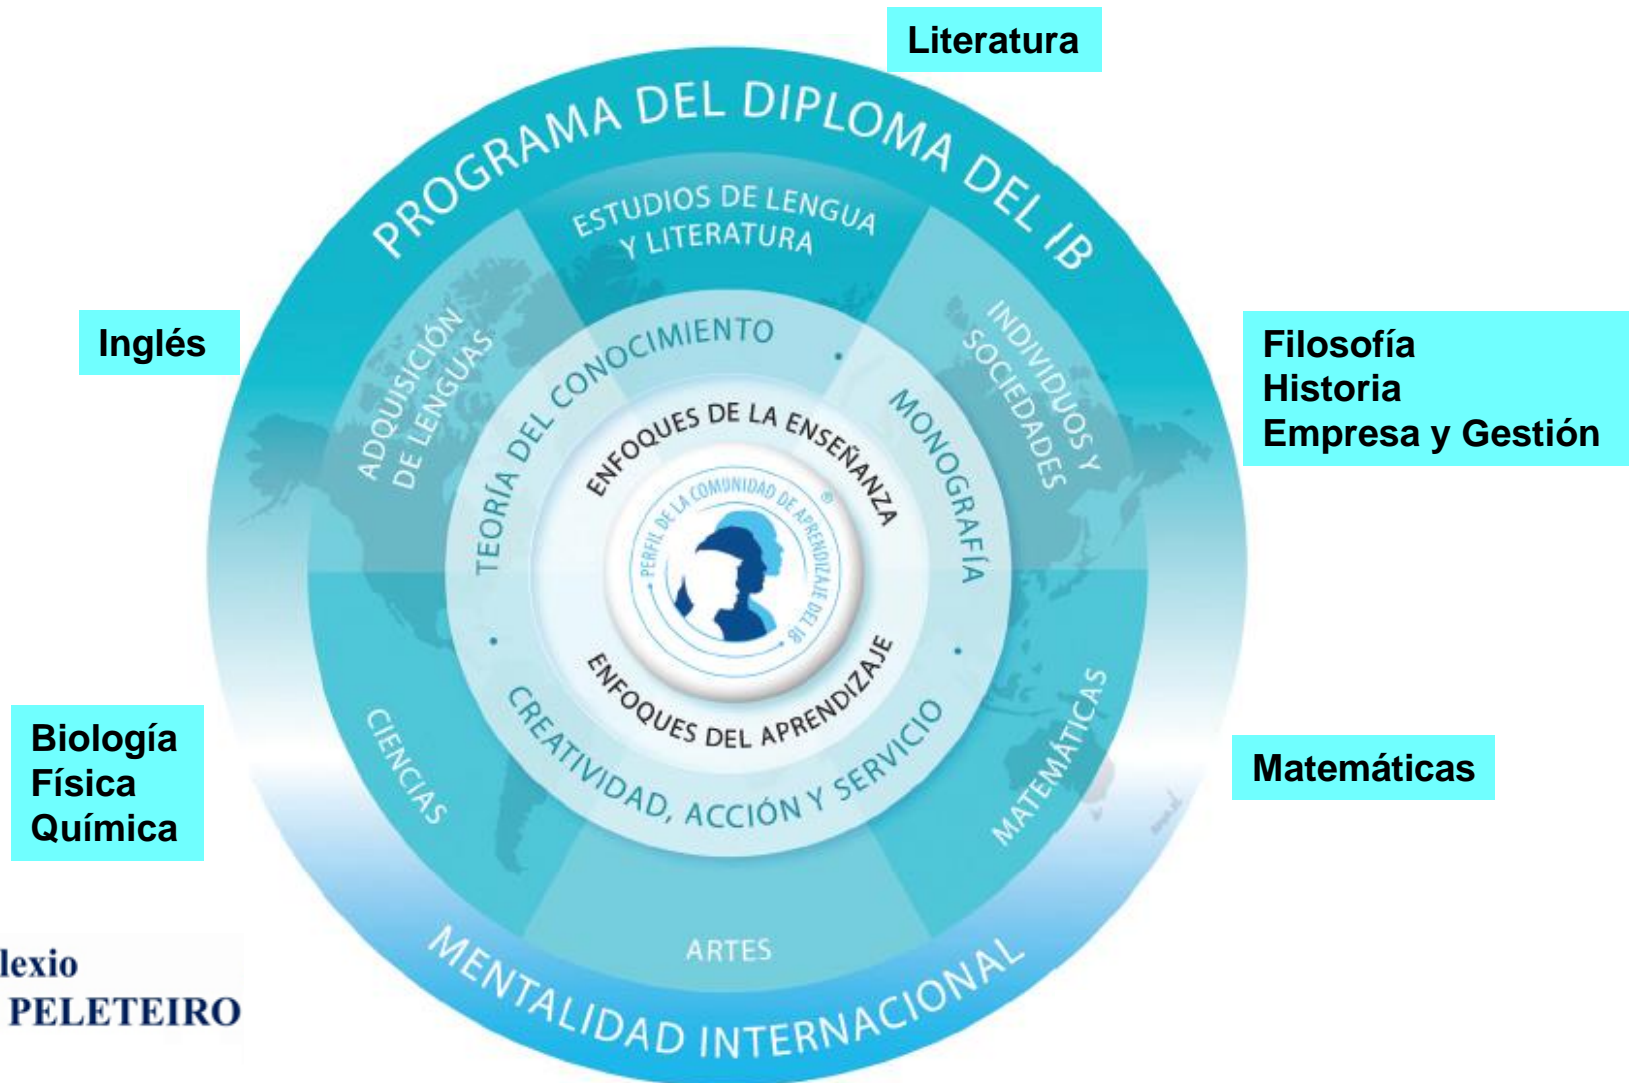 Literatura
PROGRAMA DEL DIPLOMA DEL IB
ESTUDIOS DE LENGUA
Y LITERATURA
Inglés
ADQUISICIÓN
DE LENGUAS
INDIVIDUOS Y
SOCIEDADES
Filosofía
Historia
Empresa y Gestión
TEORÍA DEL CONOCIMIENTO
MONOGRAFÍA
ENFOQUES DE LA ENSEÑANZA
PERFIL DE LA COMUNIDAD DE APRENDIZAJE DEL IB
®
ENFOQUES DEL APRENDIZAJE
CREATIVIDAD, ACCIÓN Y SERVICIO
Biología
Física
Química
CIENCIAS
MATEMÁTICAS
Matemáticas
ARTES
MENTALIDAD INTERNACIONAL
lexio
PELETEIRO